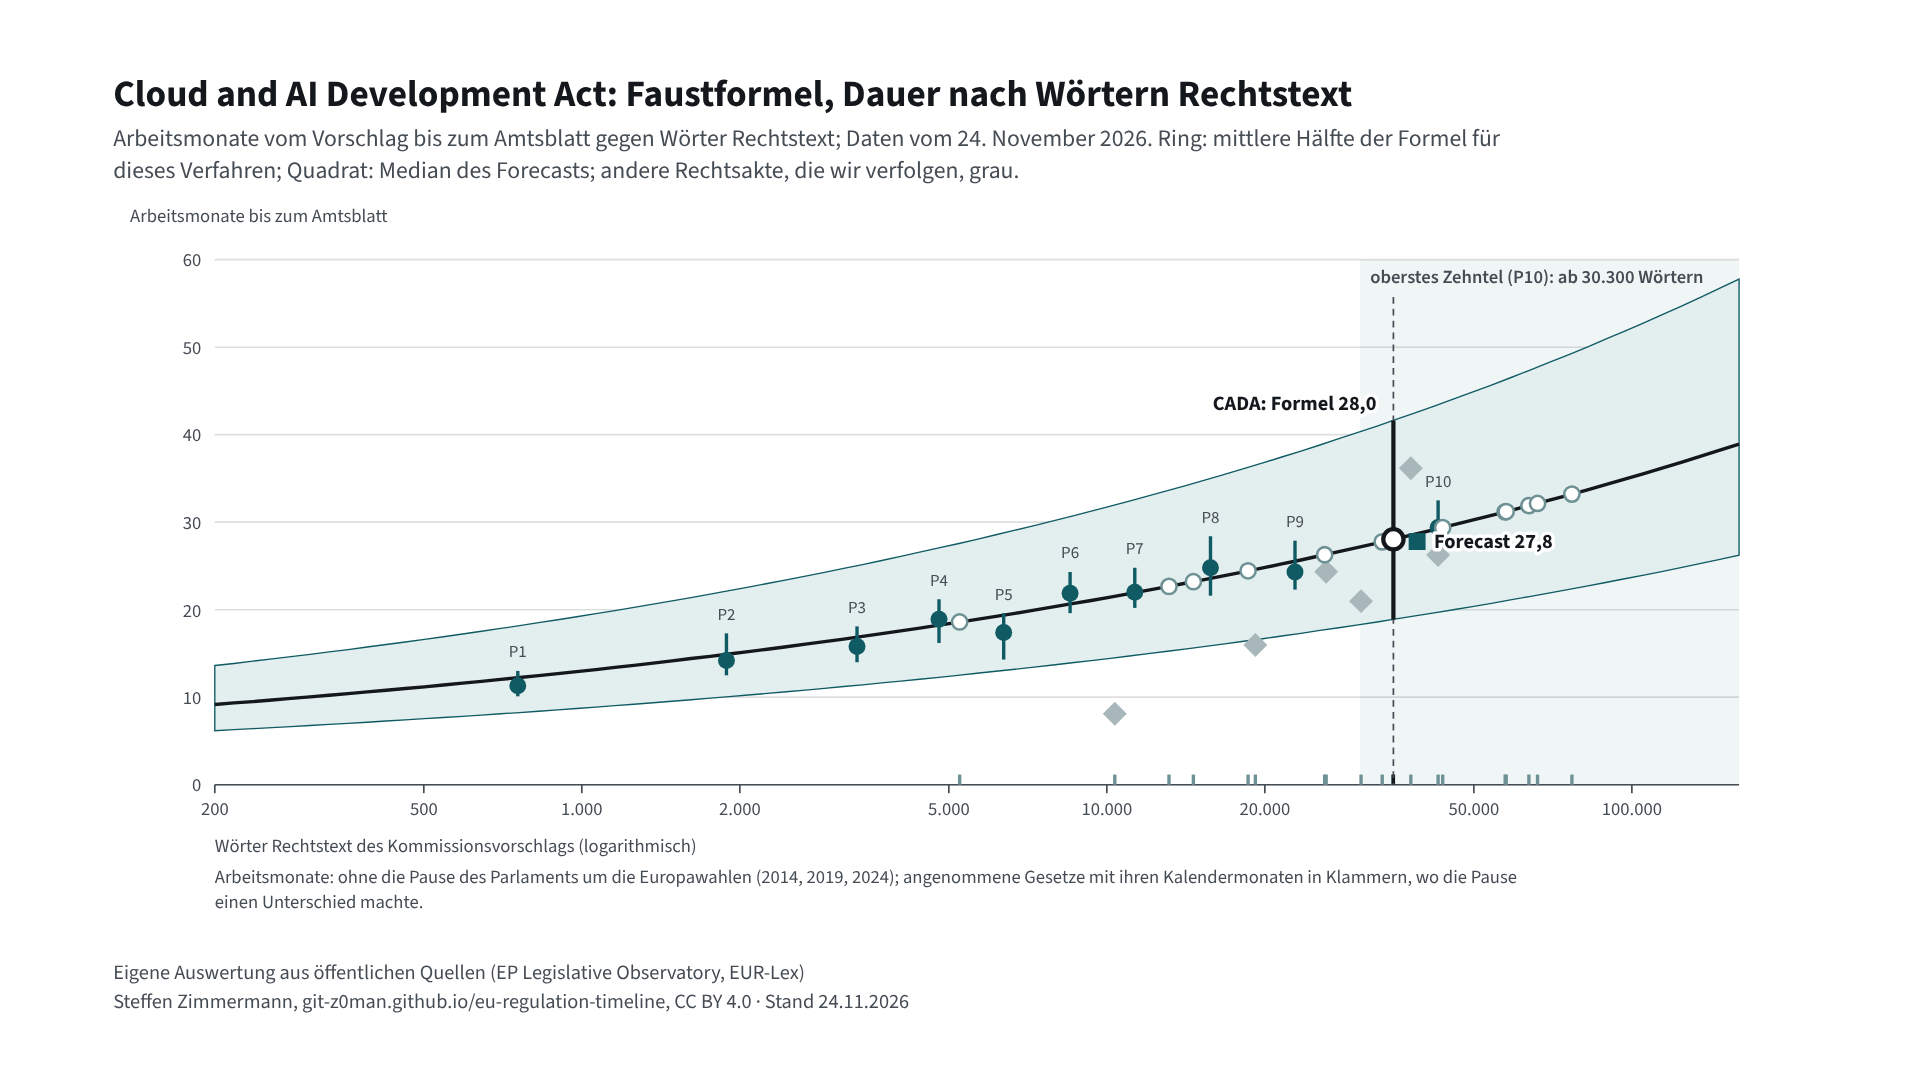 Cloud and AI Development Act: Faustformel, Dauer nach Wörtern Rechtstext
Arbeitsmonate vom Vorschlag bis zum Amtsblatt gegen Wörter Rechtstext; Daten vom 24. November 2026. Ring: mittlere Hälfte der Formel für
dieses Verfahren; Quadrat: Median des Forecasts; andere Rechtsakte, die wir verfolgen, grau.
Arbeitsmonate bis zum Amtsblatt
60
oberstes Zehntel (P10): ab 30.300 Wörtern
50
CADA: Formel 28,0
40
P10
P8
P9
30
Forecast 27,8
P7
P6
P4
P5
P3
P2
20
P1
10
0
200 500 1.000 2.000 5.000 10.000 20.000 50.000 100.000
Wörter Rechtstext des Kommissionsvorschlags (logarithmisch)
Arbeitsmonate: ohne die Pause des Parlaments um die Europawahlen (2014, 2019, 2024); angenommene Gesetze mit ihren Kalendermonaten in Klammern, wo die Pause
einen Unterschied machte.
Eigene Auswertung aus öffentlichen Quellen (EP Legislative Observatory, EUR-Lex)
Steffen Zimmermann, git-z0man.github.io/eu-regulation-timeline, CC BY 4.0 · Stand 24.11.2026